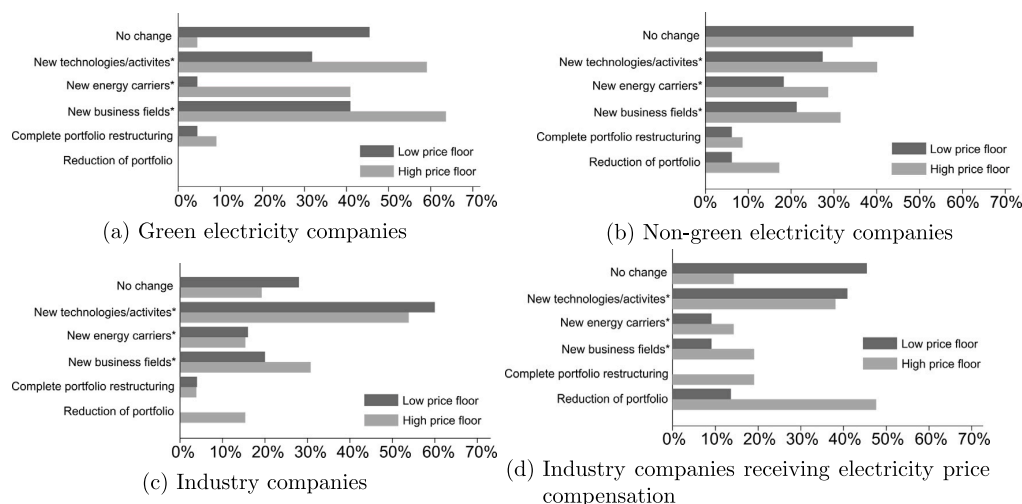 No change
New technologies/activites*
New energy carriers*
New business fields*
Complete portfolio restructuring
Reduction of portfolio
Low price floor
High price floor
0% 10% 20% 30% 40% 50% 60% 70%
(a) Green electricity companies
No change
New technologies/activites*
New energy carriers*
New business fields*
Complete portfolio restructuring
Reduction of portfolio
Low price floor
High price floor
0% 10% 20% 30% 40% 50% 60% 70%
(b) Non-green electricity companies
No change
New technologies/activites*
New energy carriers*
New business fields*
Complete portfolio restructuring
Reduction of portfolio
Low price floor
High price floor
0% 10% 20% 30% 40% 50% 60% 70%
(c) Industry companies
No change
New technologies/activites*
New energy carriers*
New business fields*
Complete portfolio restructuring
Reduction of portfolio
Low price floor
High price floor
0% 10% 20% 30% 40% 50% 60% 70%
(d) Industry companies receiving electricity price
compensation